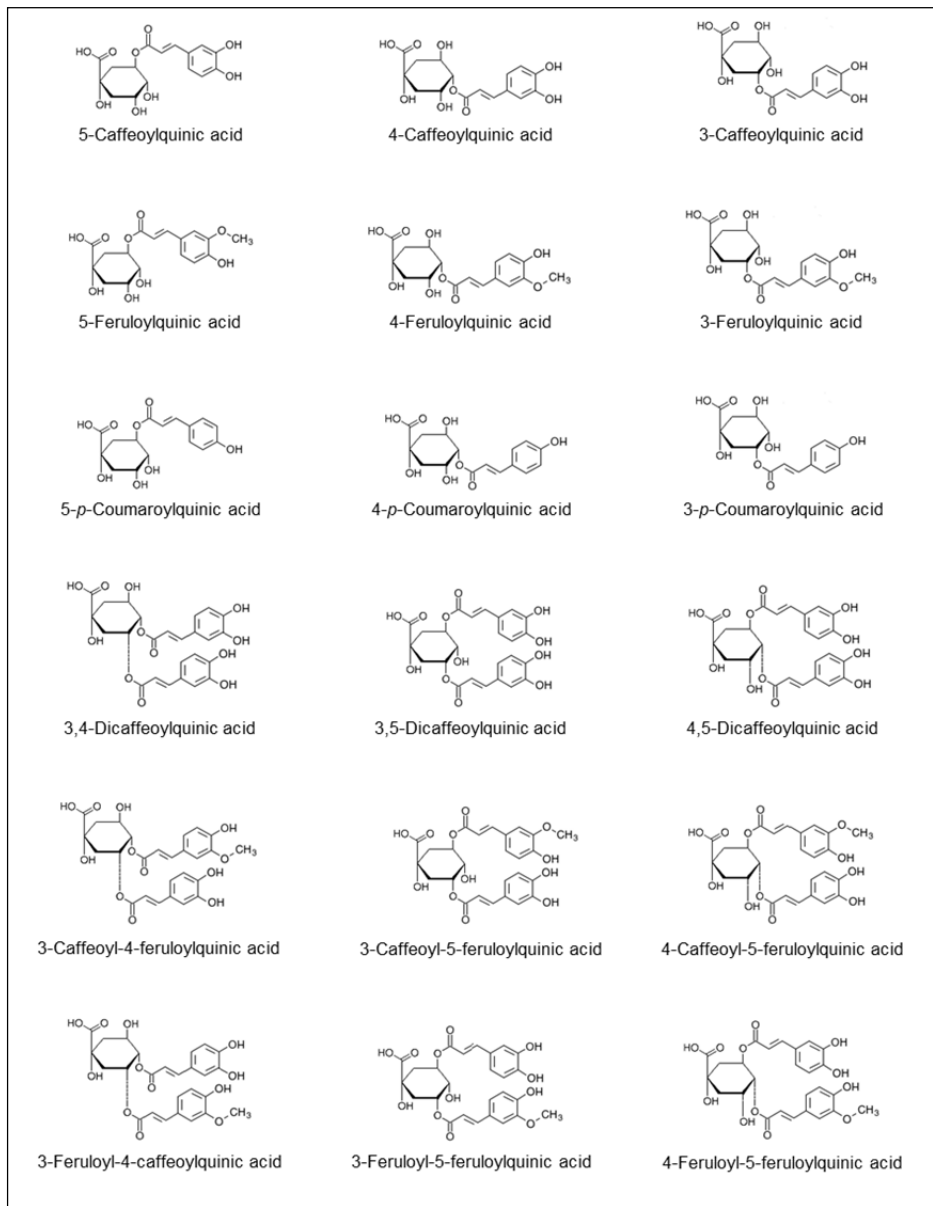 5-Caffeoylquinic acid 4-Caffeoylquinic acid 3-Caffeoylquinic acid
5-Feruloylquinic acid 4-Feruloylquinic acid 3-Feruloylquinic acid
5-p-Coumaroylquinic acid 4-p-Coumaroylquinic acid 3-p-Coumaroylquinic acid
3,4-Dicaffeoylquinic acid 3,5-Dicaffeoylquinic acid 4,5-Dicaffeoylquinic acid
3-Caffeoyl-4-feruloylquinic acid 3-Caffeoyl-5-feruloylquinic acid 4-Caffeoyl-5-feruloylquinic acid
3-Feruloyl-4-caffeoylquinic acid 3-Feruloyl-5-feruloylquinic acid 4-Feruloyl-5-feruloylquinic acid